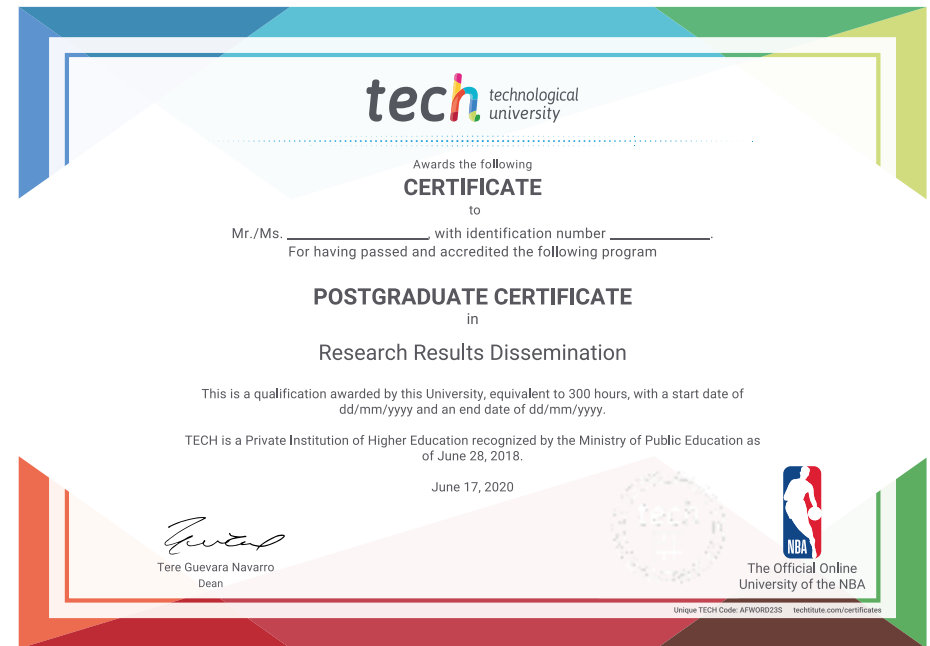 tech technological
university
Awards the following
CERTIFICATE
to
Mr./Ms. ____________________, with identification number ______________.
For having passed and accredited the following program
POSTGRADUATE CERTIFICATE
in
Research Results Dissemination
This is a qualification awarded by this University, equivalent to 300 hours, with a start date of
dd/mm/yyyy and an end date of dd/mm/yyyy.
TECH is a Private Institution of Higher Education recognized by the Ministry of Public Education as
of June 28, 2018.
June 17, 2020
Tere Guevara Navarro
Dean
tech
NBA
The Official Online
University of the NBA
Unique TECH Code: AFWORD23S techtitute.com/certificates